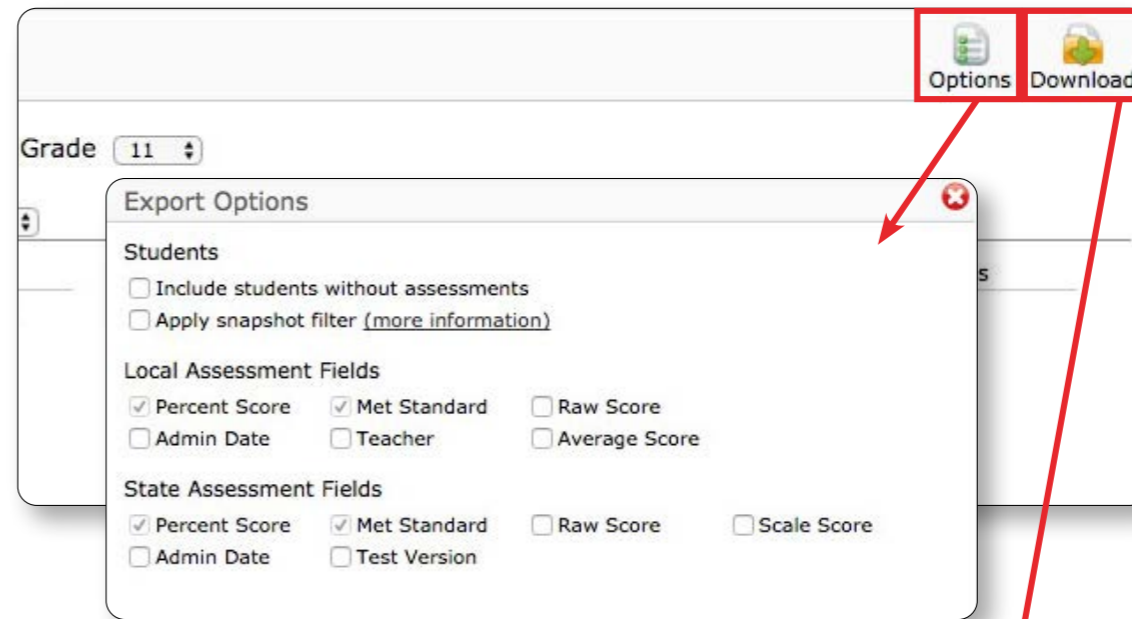 Options Download
Grade 11
Export Options
Students
Include students without assessments
Apply snapshot filter (more information)
Local Assessment Fields
Percent Score Met Standard Raw Score
Admin Date Teacher Average Score
State Assessment Fields
Percent Score Met Standard Raw Score Scale Score
Admin Date Test Version